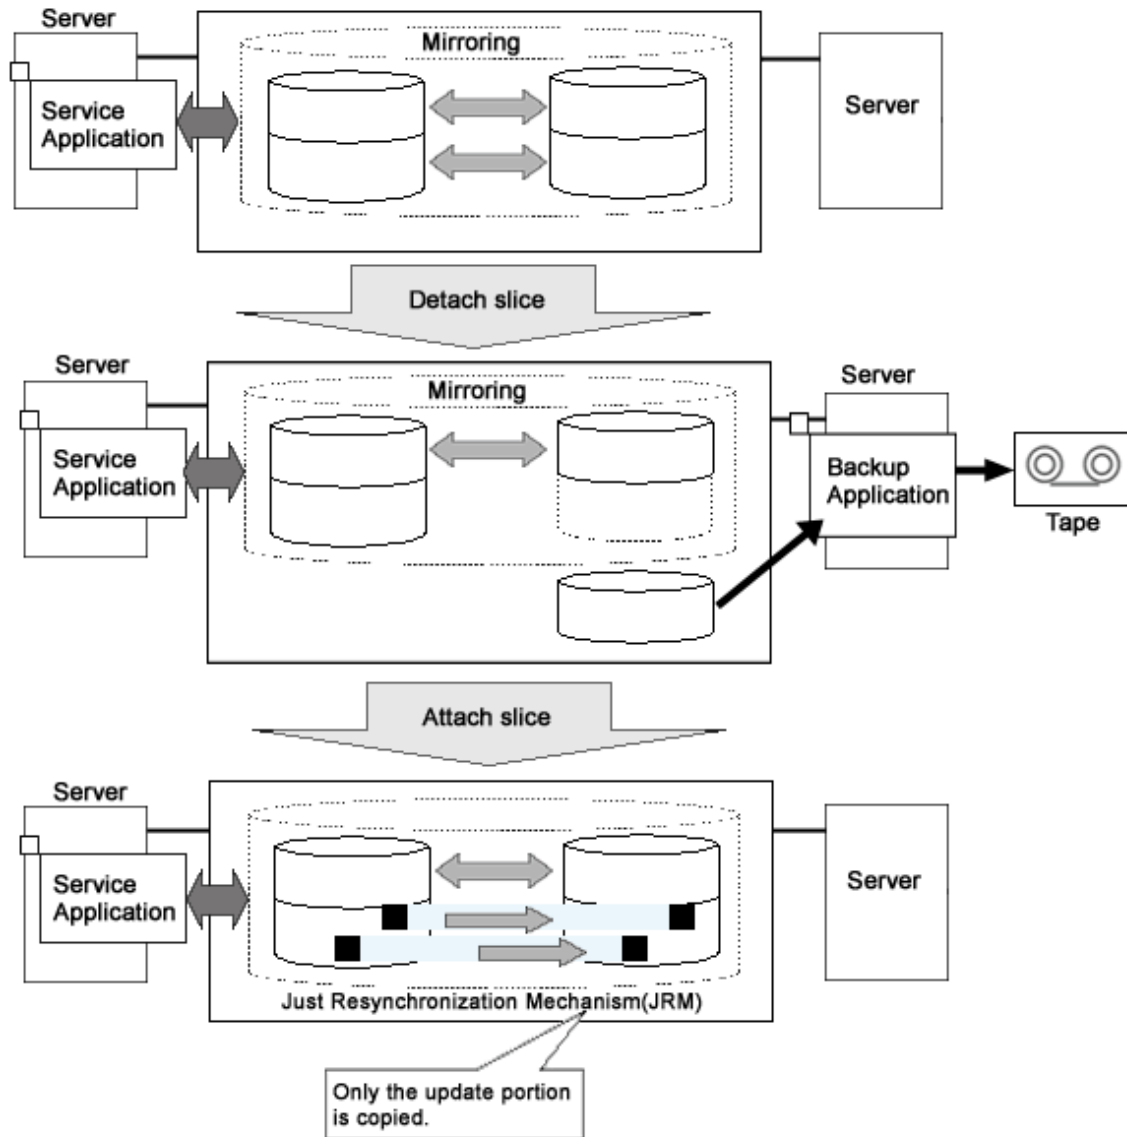 Server
Mirroring
Service
Application
Server
Detach slice
Server
Mirroring
Server
Service
Application
Backup
Application
Tape
Attach slice
Server
Service
Application
Server
Just Resynchronization Mechanism(JRM)
Only the update portion
is copied.